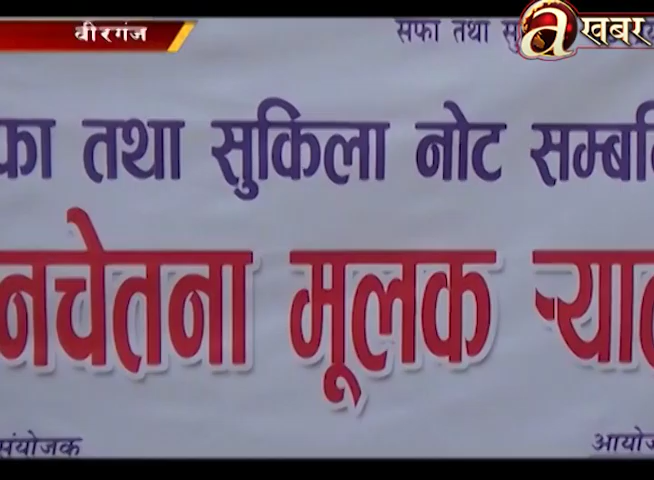 वीरगंज
a खबर
सफा तथा
फा तथा सुकिला नोट सम्बन्धि
नचेतना मूलक ऱ्याल
संयोजक
आयोज